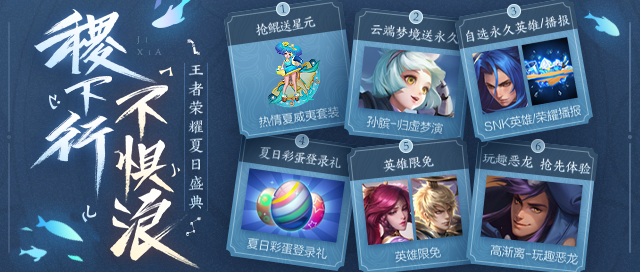 稷下行
不惧浪
JI
XIA
王者荣耀夏日盛典
1
抢鲲送星元
热情夏威夷套装
2
云端梦境送永久
孙膑-归虚梦演
3
自选永久英雄/播报
SNK英雄/荣耀播报
4
夏日彩蛋登录礼
夏日彩蛋登录礼
5
英雄限免
英雄限免
6
玩趣恶龙 抢先体验
高渐离-玩趣恶龙